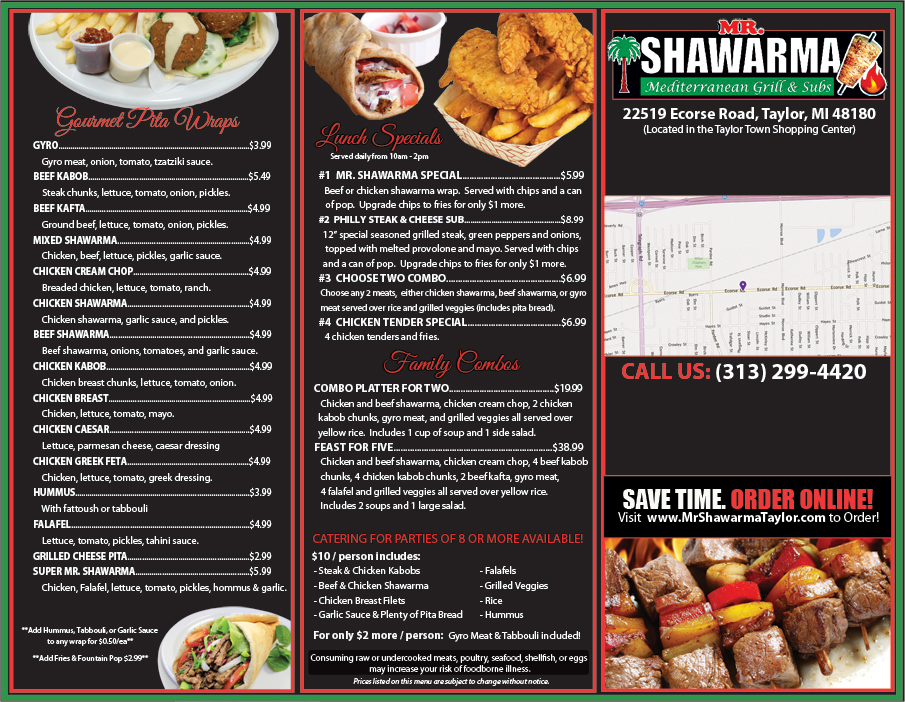 Gourmet Pita Wraps
GYRO...$3.99
Gyro meat, onion, tomato, tzatziki sauce.
BEEF KABOB...$5.49
Steak chunks, lettuce, tomato, onion, pickles.
BEEF KAFTA...$4.99
Ground beef, lettuce, tomato, onion, pickles.
MIXED SHAWARMA...$4.99
Chicken, beef, lettuce, pickles, garlic sauce.
CHICKEN CREAM CHOP...$4.99
Breaded chicken, lettuce, tomato, ranch.
CHICKEN SHAWARMA...$4.99
Chicken shawarma, garlic sauce, and pickles.
BEEF SHAWARMA...$4.99
Beef shawarma, onions, tomatoes, and garlic sauce.
CHICKEN KABOB...$4.99
Chicken breast chunks, lettuce, tomato, onion.
CHICKEN BREAST...$4.99
Chicken, lettuce, tomato, mayo.
CHICKEN CAESAR...$4.99
Lettuce, parmesan cheese, caesar dressing
CHICKEN GREEK FETA...$4.99
Chicken, lettuce, tomato, greek dressing.
HUMMUS...$3.99
With fattoush or tabbouli
FALAFEL...$4.99
Lettuce, tomato, pickles, tahini sauce.
GRILLED CHEESE PITA...$2.99
SUPER MR. SHAWARMA...$5.99
Chicken, Falafel, lettuce, tomato, pickles, hommus & garlic.
**Add Hummus, Tabbouli, or Garlic Sauce
to any wrap for $0.50/ea**
**Add Fries & Fountain Pop $2.99**
Lunch Specials
Served daily from 10am - 2pm
#1 MR. SHAWARMA SPECIAL...$5.99
Beef or chicken shawarma wrap. Served with chips and a can
of pop. Upgrade chips to fries for only $1 more.
#2 PHILLY STEAK & CHEESE SUB...$8.99
12" special seasoned grilled steak, green peppers and onions,
topped with melted provolone and mayo. Served with chips
and a can of pop. Upgrade chips to fries for only $1 more.
#3 CHOOSE TWO COMBO...$6.99
Choose any 2 meats, either chicken shawarma, beef shawarma, or gyro
meat served over rice and grilled veggies (includes pita bread).
#4 CHICKEN TENDER SPECIAL...$6.99
4 chicken tenders and fries.
Family Combos
COMBO PLATTER FOR TWO...$19.99
Chicken and beef shawarma, chicken cream chop, 2 chicken
kabob chunks, gyro meat, and grilled veggies all served over
yellow rice. Includes 1 cup of soup and 1 side salad.
FEAST FOR FIVE...$38.99
Chicken and beef shawarma, chicken cream chop, 4 beef kabob
chunks, 4 chicken kabob chunks, 2 beef kafta, gyro meat,
4 falafel and grilled veggies all served over yellow rice.
Includes 2 soups and 1 large salad.
CATERING FOR PARTIES OF 8 OR MORE AVAILABLE!
$10 / person includes:
- Steak & Chicken Kabobs
- Beef & Chicken Shawarma
- Chicken Breast Filets
- Garlic Sauce & Plenty of Pita Bread
- Falafels
- Grilled Veggies
- Rice
- Hummus
For only $2 more / person: Gyro Meat & Tabbouli included!
Consuming raw or undercooked meats, poultry, seafood, shellfish, or eggs
may increase your risk of foodborne illness.
Prices listed on this menu are subject to change without notice.
MR.
SHAWARMA
Mediterranean Grill & Subs
22519 Ecorse Road, Taylor, MI 48180
(Located in the Taylor Town Shopping Center)
Telegraph Rd
Ecorse Rd
Ecorse Rd
Ecorse Rd
CALL US: (313) 299-4420
SAVE TIME. ORDER ONLINE!
Visit www.MrShawarmaTaylor.com to Order!